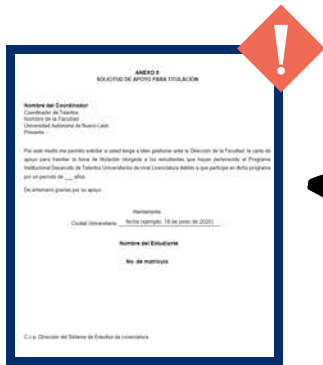 ANEXO II
SOLICITUD DE APOYO PARA TITULACIÓN
Nombre del Coordinador
Coordinador de Talentos
Nombre de la Facultad
Universidad Autónoma de Nuevo León
Presente.-
Por este medio me permito solicitar a usted tenga a bien gestionar ante la Dirección de la Facultad, la carta de
apoyo para tramitar la beca de titulación otorgada a los estudiantes que hayan pertenecido al Programa
Institucional Desarrollo de Talentos Universitarios de nivel Licenciatura debido a que participé en dicho programa
por un periodo de ___ años.
De antemano gracias por su apoyo.
Atentamente
Ciudad Universitaria, fecha (ejemplo: 18 de junio de 2020)
Nombre del Estudiante
No. de matrícula
C.c.p. Dirección del Sistema de Estudios de Licenciatura